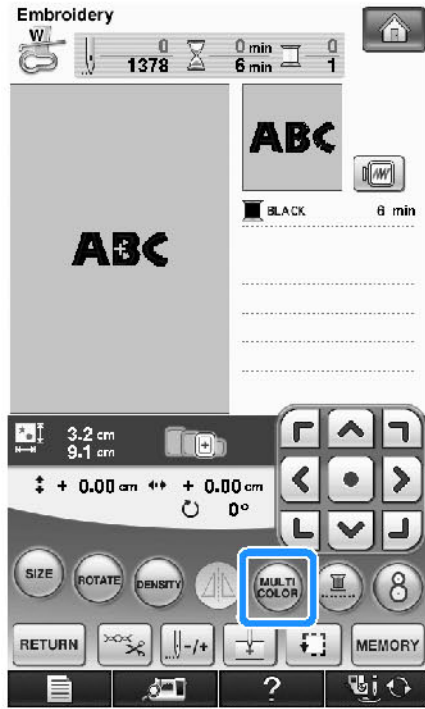 Embroidery
W
0 0 min 0
1378 6 min 1
ABC
ABC
BLACK 6 min
3.2 cm
9.1 cm
+ 0.00 cm + 0.00 cm
0°
SIZE ROTATE DENSITY MULTI COLOR 8
RETURN -/+ MEMORY
?